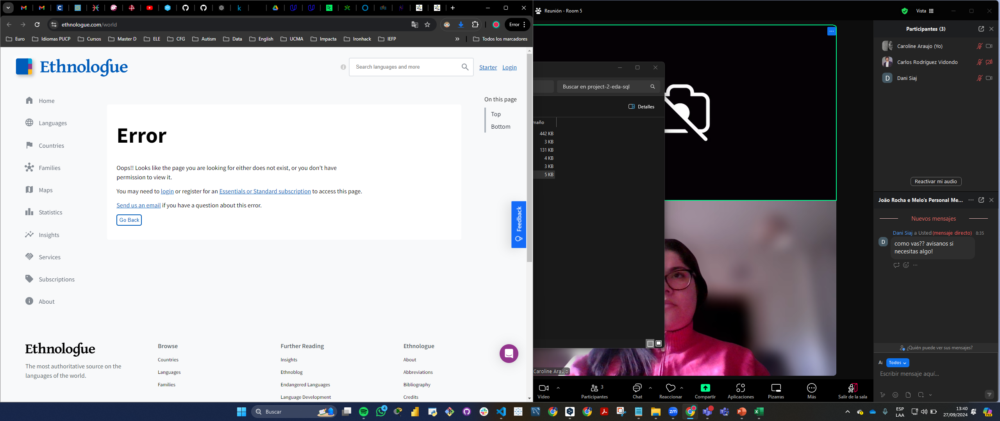 ethnologue.com/world
Error
Euro
Idiomas PUCP
Cursos
Master D
ELE
CFG
Autism
Data
English
UCMA
Impacta
Ironhack
IEFP
Todos los marcadores
Ethnologue
Search languages and more
Starter
Login
Home
Languages
Countries
Families
Maps
Statistics
Insights
Services
Subscriptions
About
Error
Oops!! Looks like the page you are looking for either does not exist, or you don’t have
permission to view it.
You may need to login or register for an Essentials or Standard subscription to access this page.
Send us an email if you have a question about this error.
Go Back
On this page
Top
Bottom
Feedback
Ethnologue
The most authoritative source on the
languages of the world.
Browse
Countries
Languages
Families
Further Reading
Insights
Ethnoblog
Endangered Languages
Language Development
Ethnologue
About
Abbreviations
Bibliography
Credits
Reunión - Room 5
Vista
Buscar en project-2-eda-sql
Detalles
maño
442 KB
3 KB
131 KB
4 KB
3 KB
5 KB
Caroline Araujo
Participantes (3)
Caroline Araujo (Yo)
Carlos Rodríguez Vidondo
D Dani Siaj
Reactivar mi audio
João Rocha e Melo's Personal Me...
Nuevos mensajes
Dani Siaj a Usted (mensaje directo) 8:35
D
como vas?? avisanos si
necesitas algo!
¿Quién puede ver sus mensajes?
A: Todos
Escribir mensaje aquí...
Vídeo
3
Participantes
Chat
Reaccionar
Compartir
Aplicaciones
Pizarras
Más
Salir de la sala
Buscar
4
zm
ESP
LAA
13:40
27/09/2024
PRE